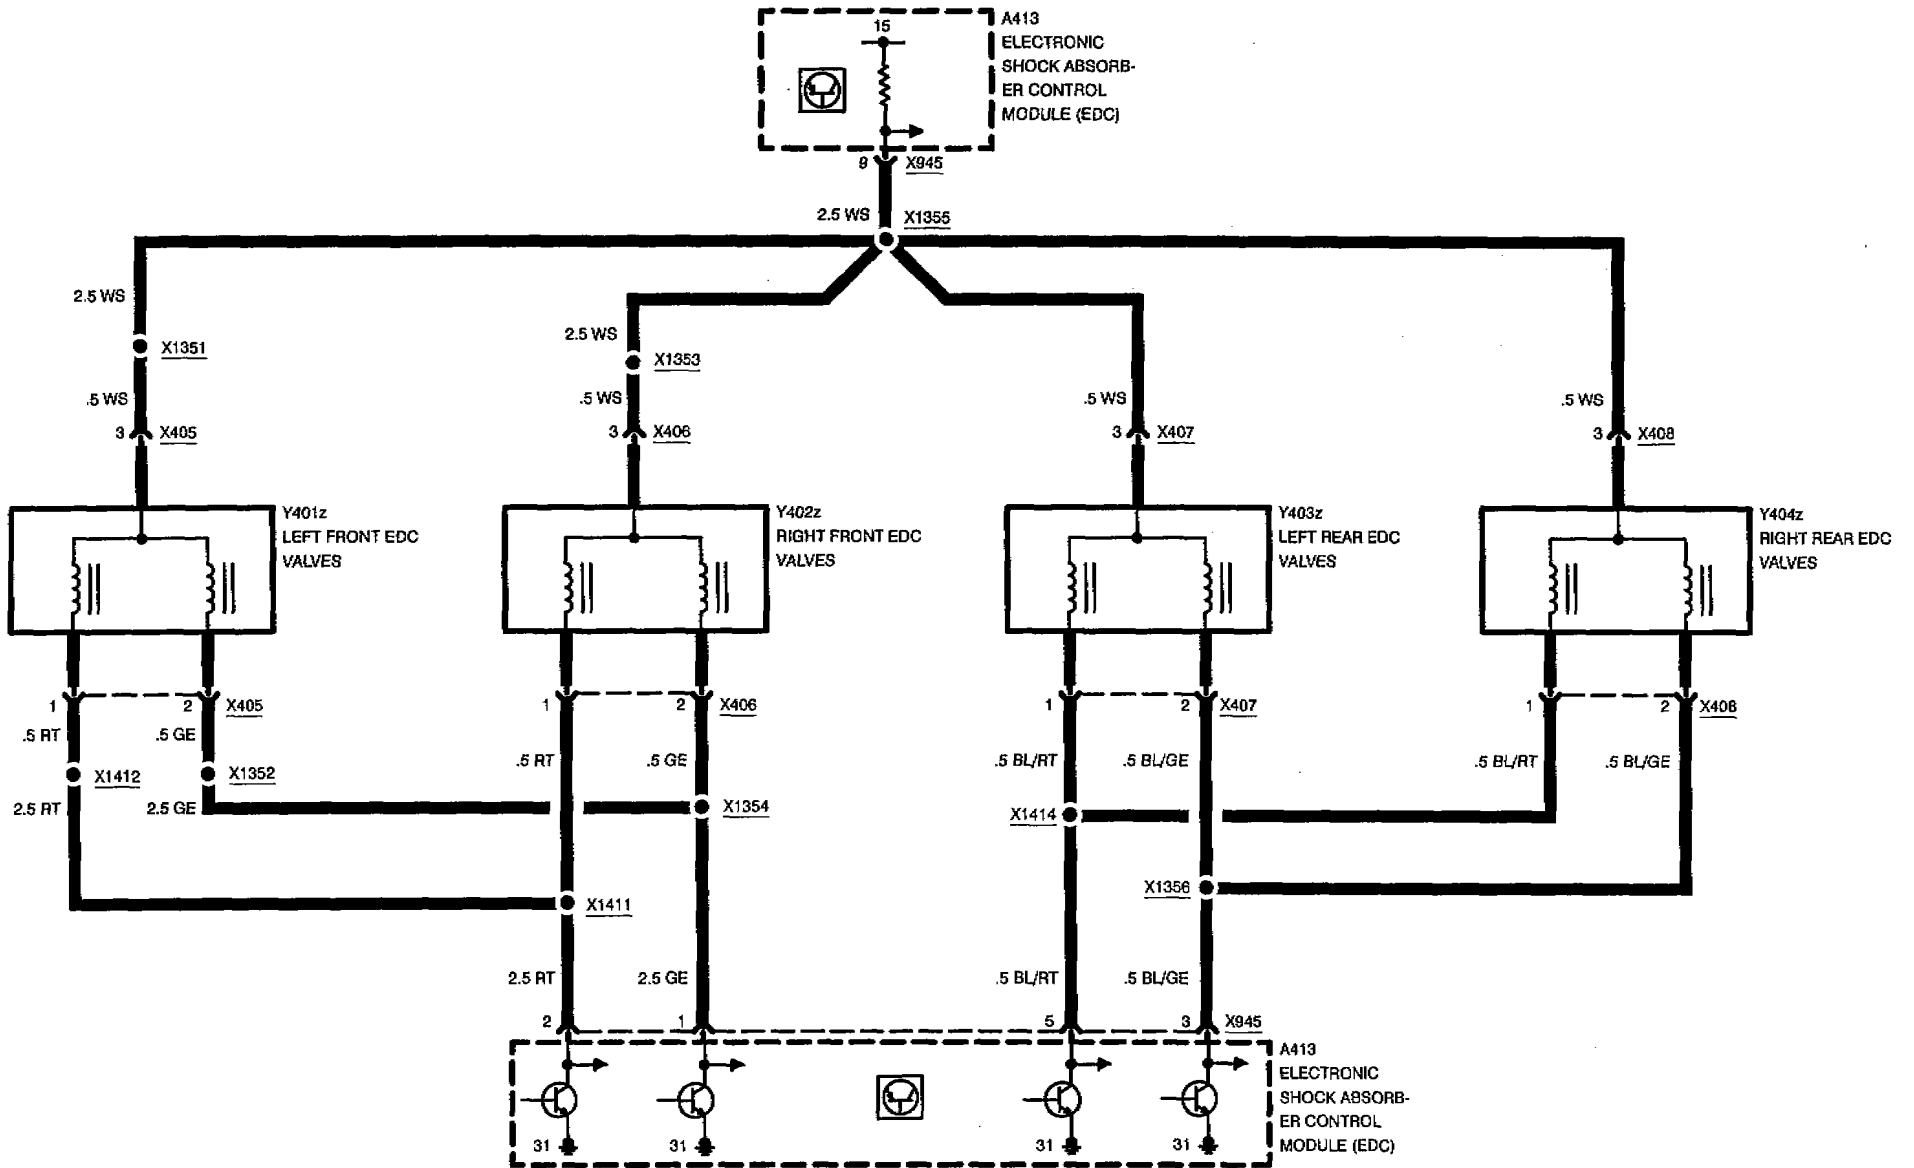 15
A413
ELECTRONIC
SHOCK ABSORB-
ER CONTROL
MODULE (EDC)
9 X945
2.5 WS X1355
2.5 WS
2.5 WS
X1351
X1353
.5 WS
.5 WS
.5 WS
.5 WS
3 X405
3 X406
3 X407
3 X408
Y401z
LEFT FRONT EDC
VALVES
Y402z
RIGHT FRONT EDC
VALVES
Y403z
LEFT REAR EDC
VALVES
Y404z
RIGHT REAR EDC
VALVES
1 2 X405
1 2 X406
1 2 X407
1 2 X408
.5 RT .5 GE
.5 RT .5 GE
.5 BL/RT .5 BL/GE
.5 BL/RT .5 BL/GE
X1412 X1352
2.5 RT 2.5 GE
X1354
X1414
X1356
X1411
2.5 RT 2.5 GE
.5 BL/RT .5 BL/GE
2 1 5 3 X945
A413
ELECTRONIC
SHOCK ABSORB-
ER CONTROL
MODULE (EDC)
31 31 31 31